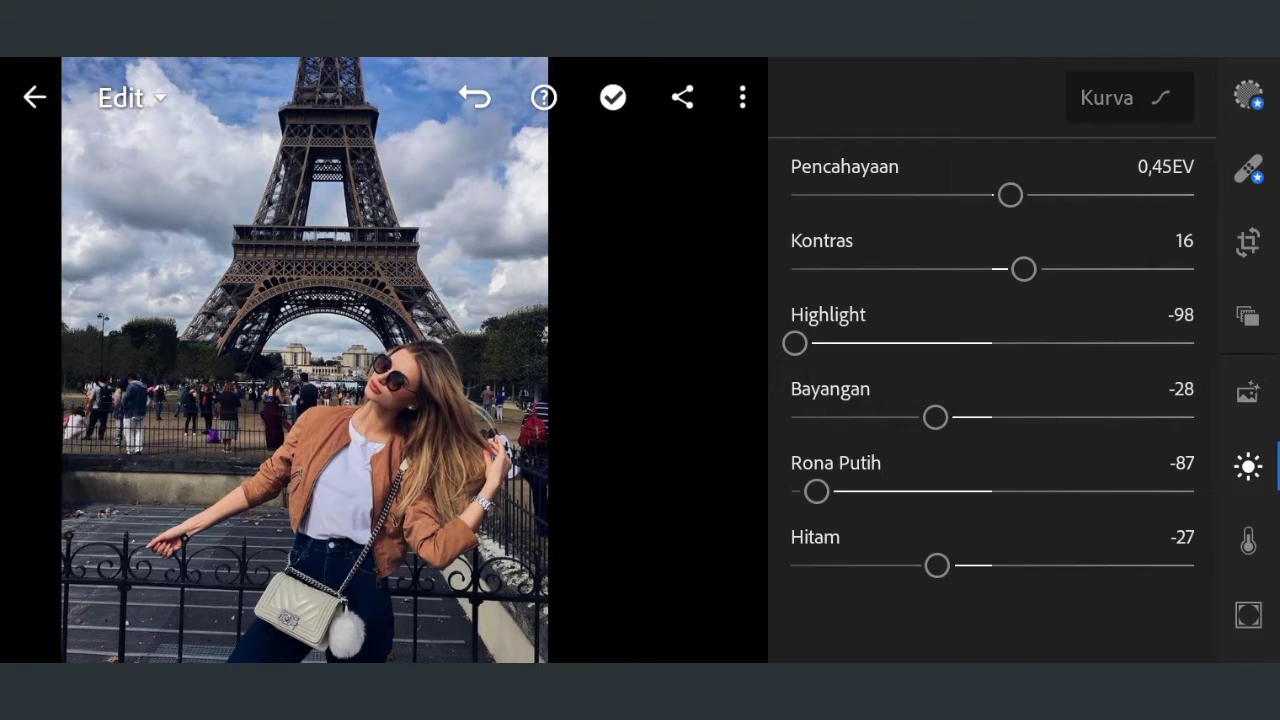 Edit
Kurva
Pencahayaan 0,45EV
Kontras 16
Highlight -98
Bayangan -28
Rona Putih -87
Hitam -27